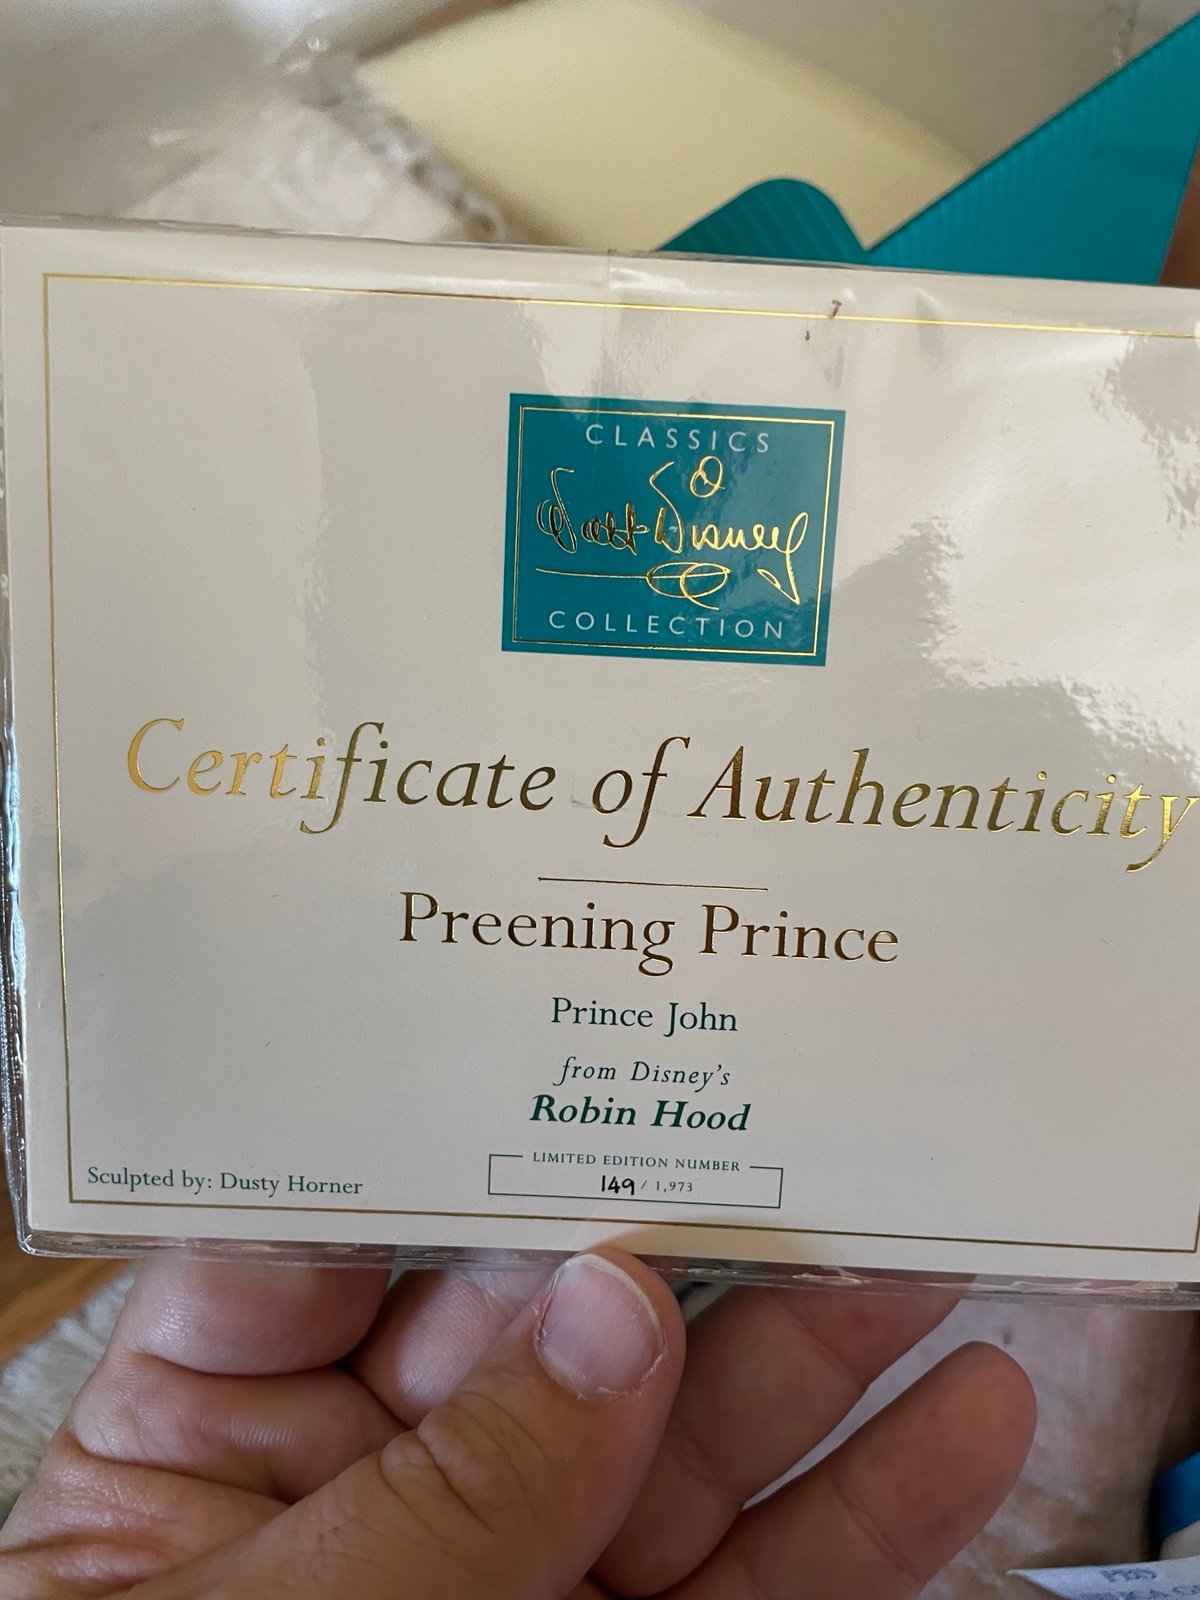 CLASSICS
Walt Disney
COLLECTION
Certificate of Authenticity
Preening Prince
Prince John
from Disney's
Robin Hood
LIMITED EDITION NUMBER
149 / 1,973
Sculpted by: Dusty Horner